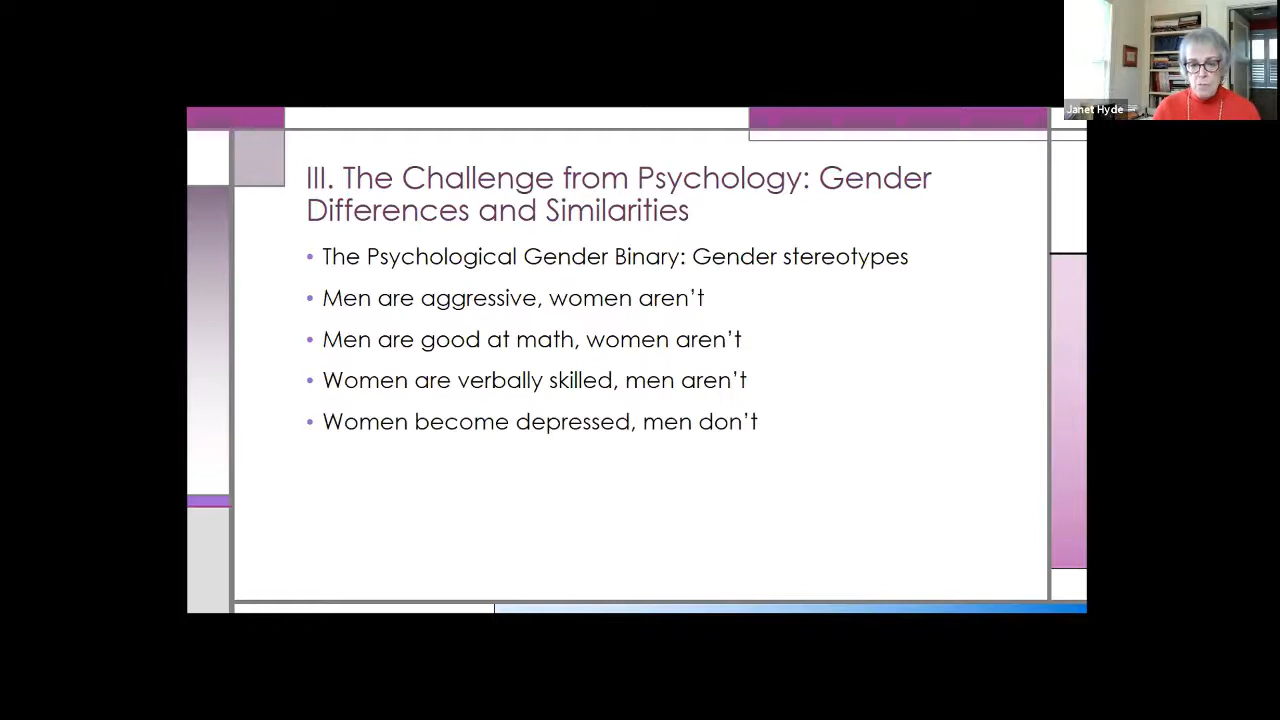 Janet Hyde
III. The Challenge from Psychology: Gender
Differences and Similarities
• The Psychological Gender Binary: Gender stereotypes
• Men are aggressive, women aren’t
• Men are good at math, women aren’t
• Women are verbally skilled, men aren’t
• Women become depressed, men don’t